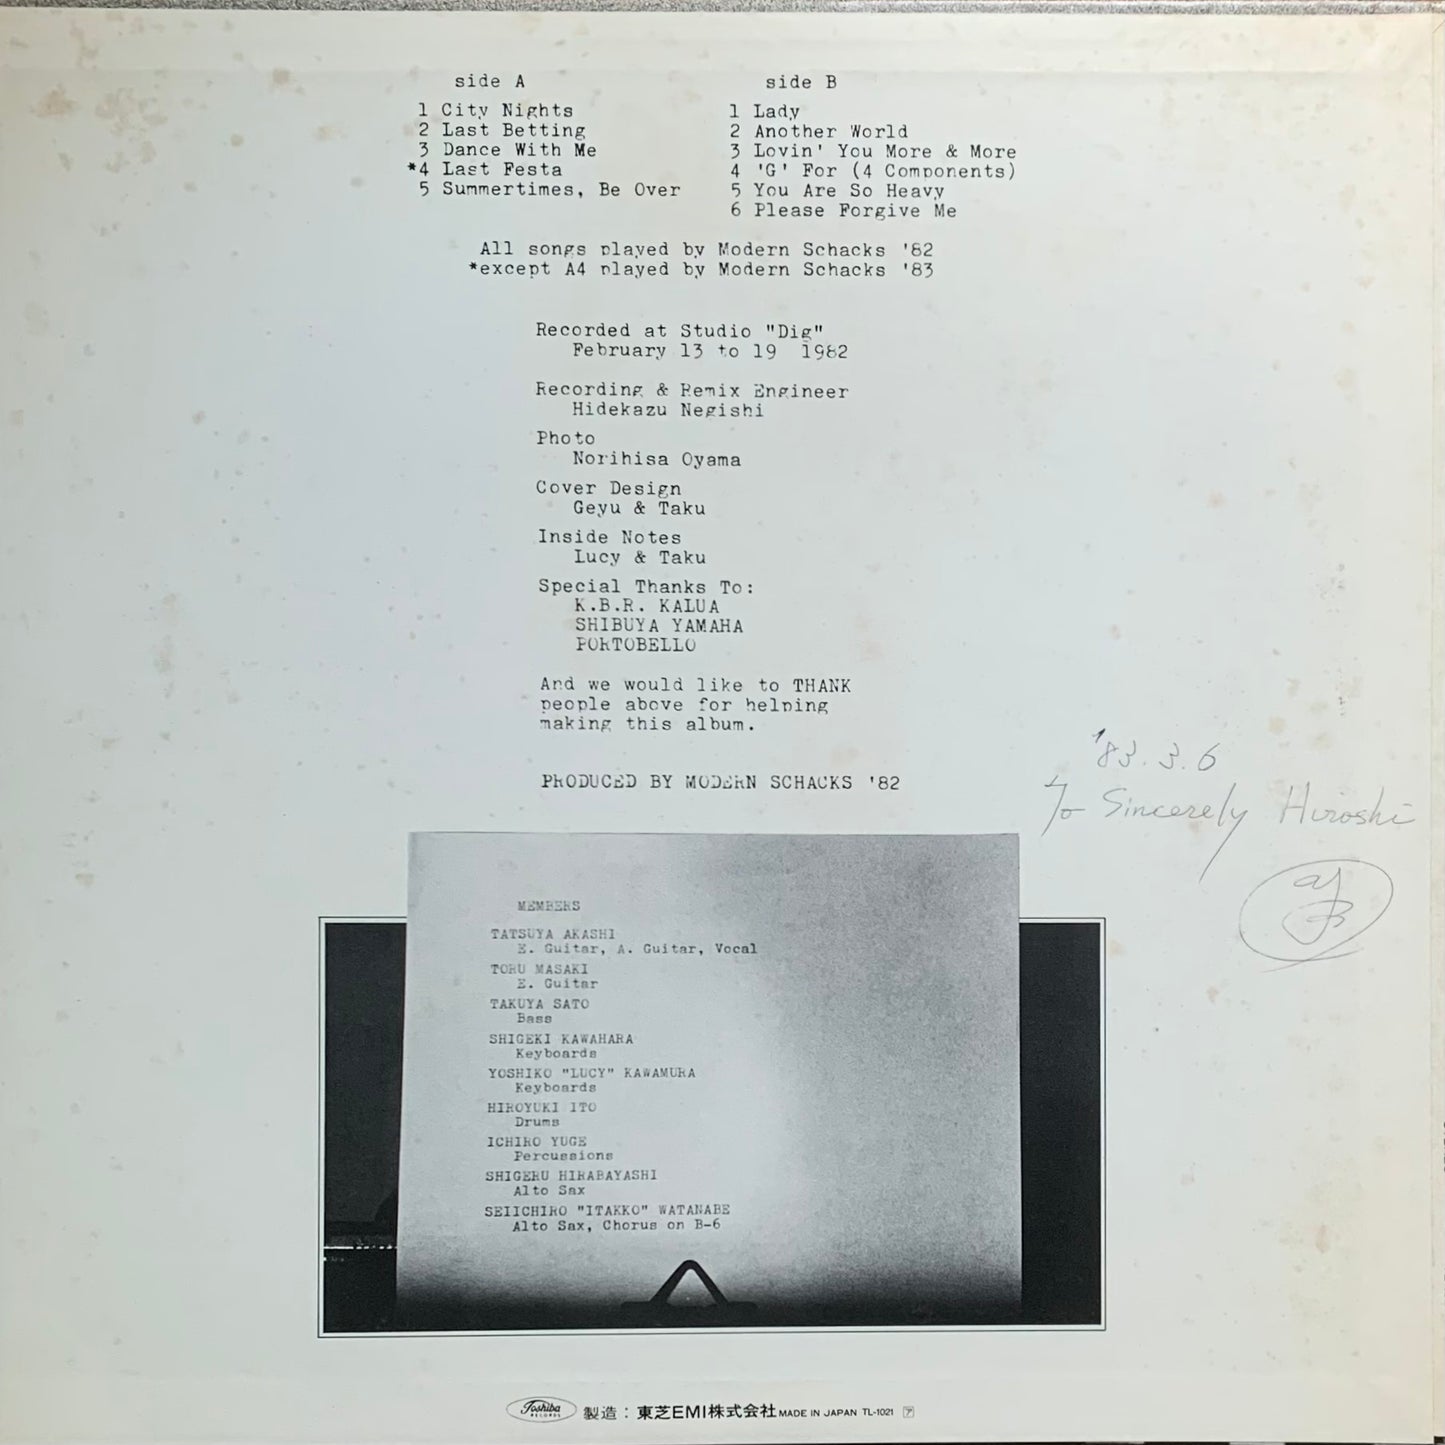 side A
1 City Nights
2 Last Betting
3 Dance With Me
*4 Last Festa
5 Summertimes, Be Over
side B
1 Lady
2 Another World
3 Lovin' You More & More
4 'G' For (4 Components)
5 You Are So Heavy
6 Please Forgive Me
All songs played by Modern Schacks '82
*except A4 played by Modern Schacks '83
Recorded at Studio "Dig"
February 13 to 19 1982
Recording & Remix Engineer
Hidekazu Negishi
Photo
Norihisa Oyama
Cover Design
Geyu & Taku
Inside Notes
Lucy & Taku
Special Thanks To:
K.B.R. KALUA
SHIBUYA YAMAHA
PORTOBELLO
And we would like to THANK
people above for helping
making this album.
PRODUCED BY MODERN SCHACKS '82
'83.3.6
To Sincerely Hiroshi
MEMBERS
TATSUYA AKASHI
E. Guitar, A. Guitar, Vocal
TORU MASAKI
E. Guitar
TAKUYA SATO
Bass
SHIGEKI KAWAHARA
Keyboards
YOSHIKO "LUCY" KAWAMURA
Keyboards
HIROYUKI ITO
Drums
ICHIRO YUGE
Percussions
SHIGERU HIRABAYASHI
Alto Sax
SEIICHIRO "ITAKKO" WATANABE
Alto Sax, Chorus on B-6
Toshiba RECORDS 製造：東芝EMI株式会社 MADE IN JAPAN TL-1021 ア